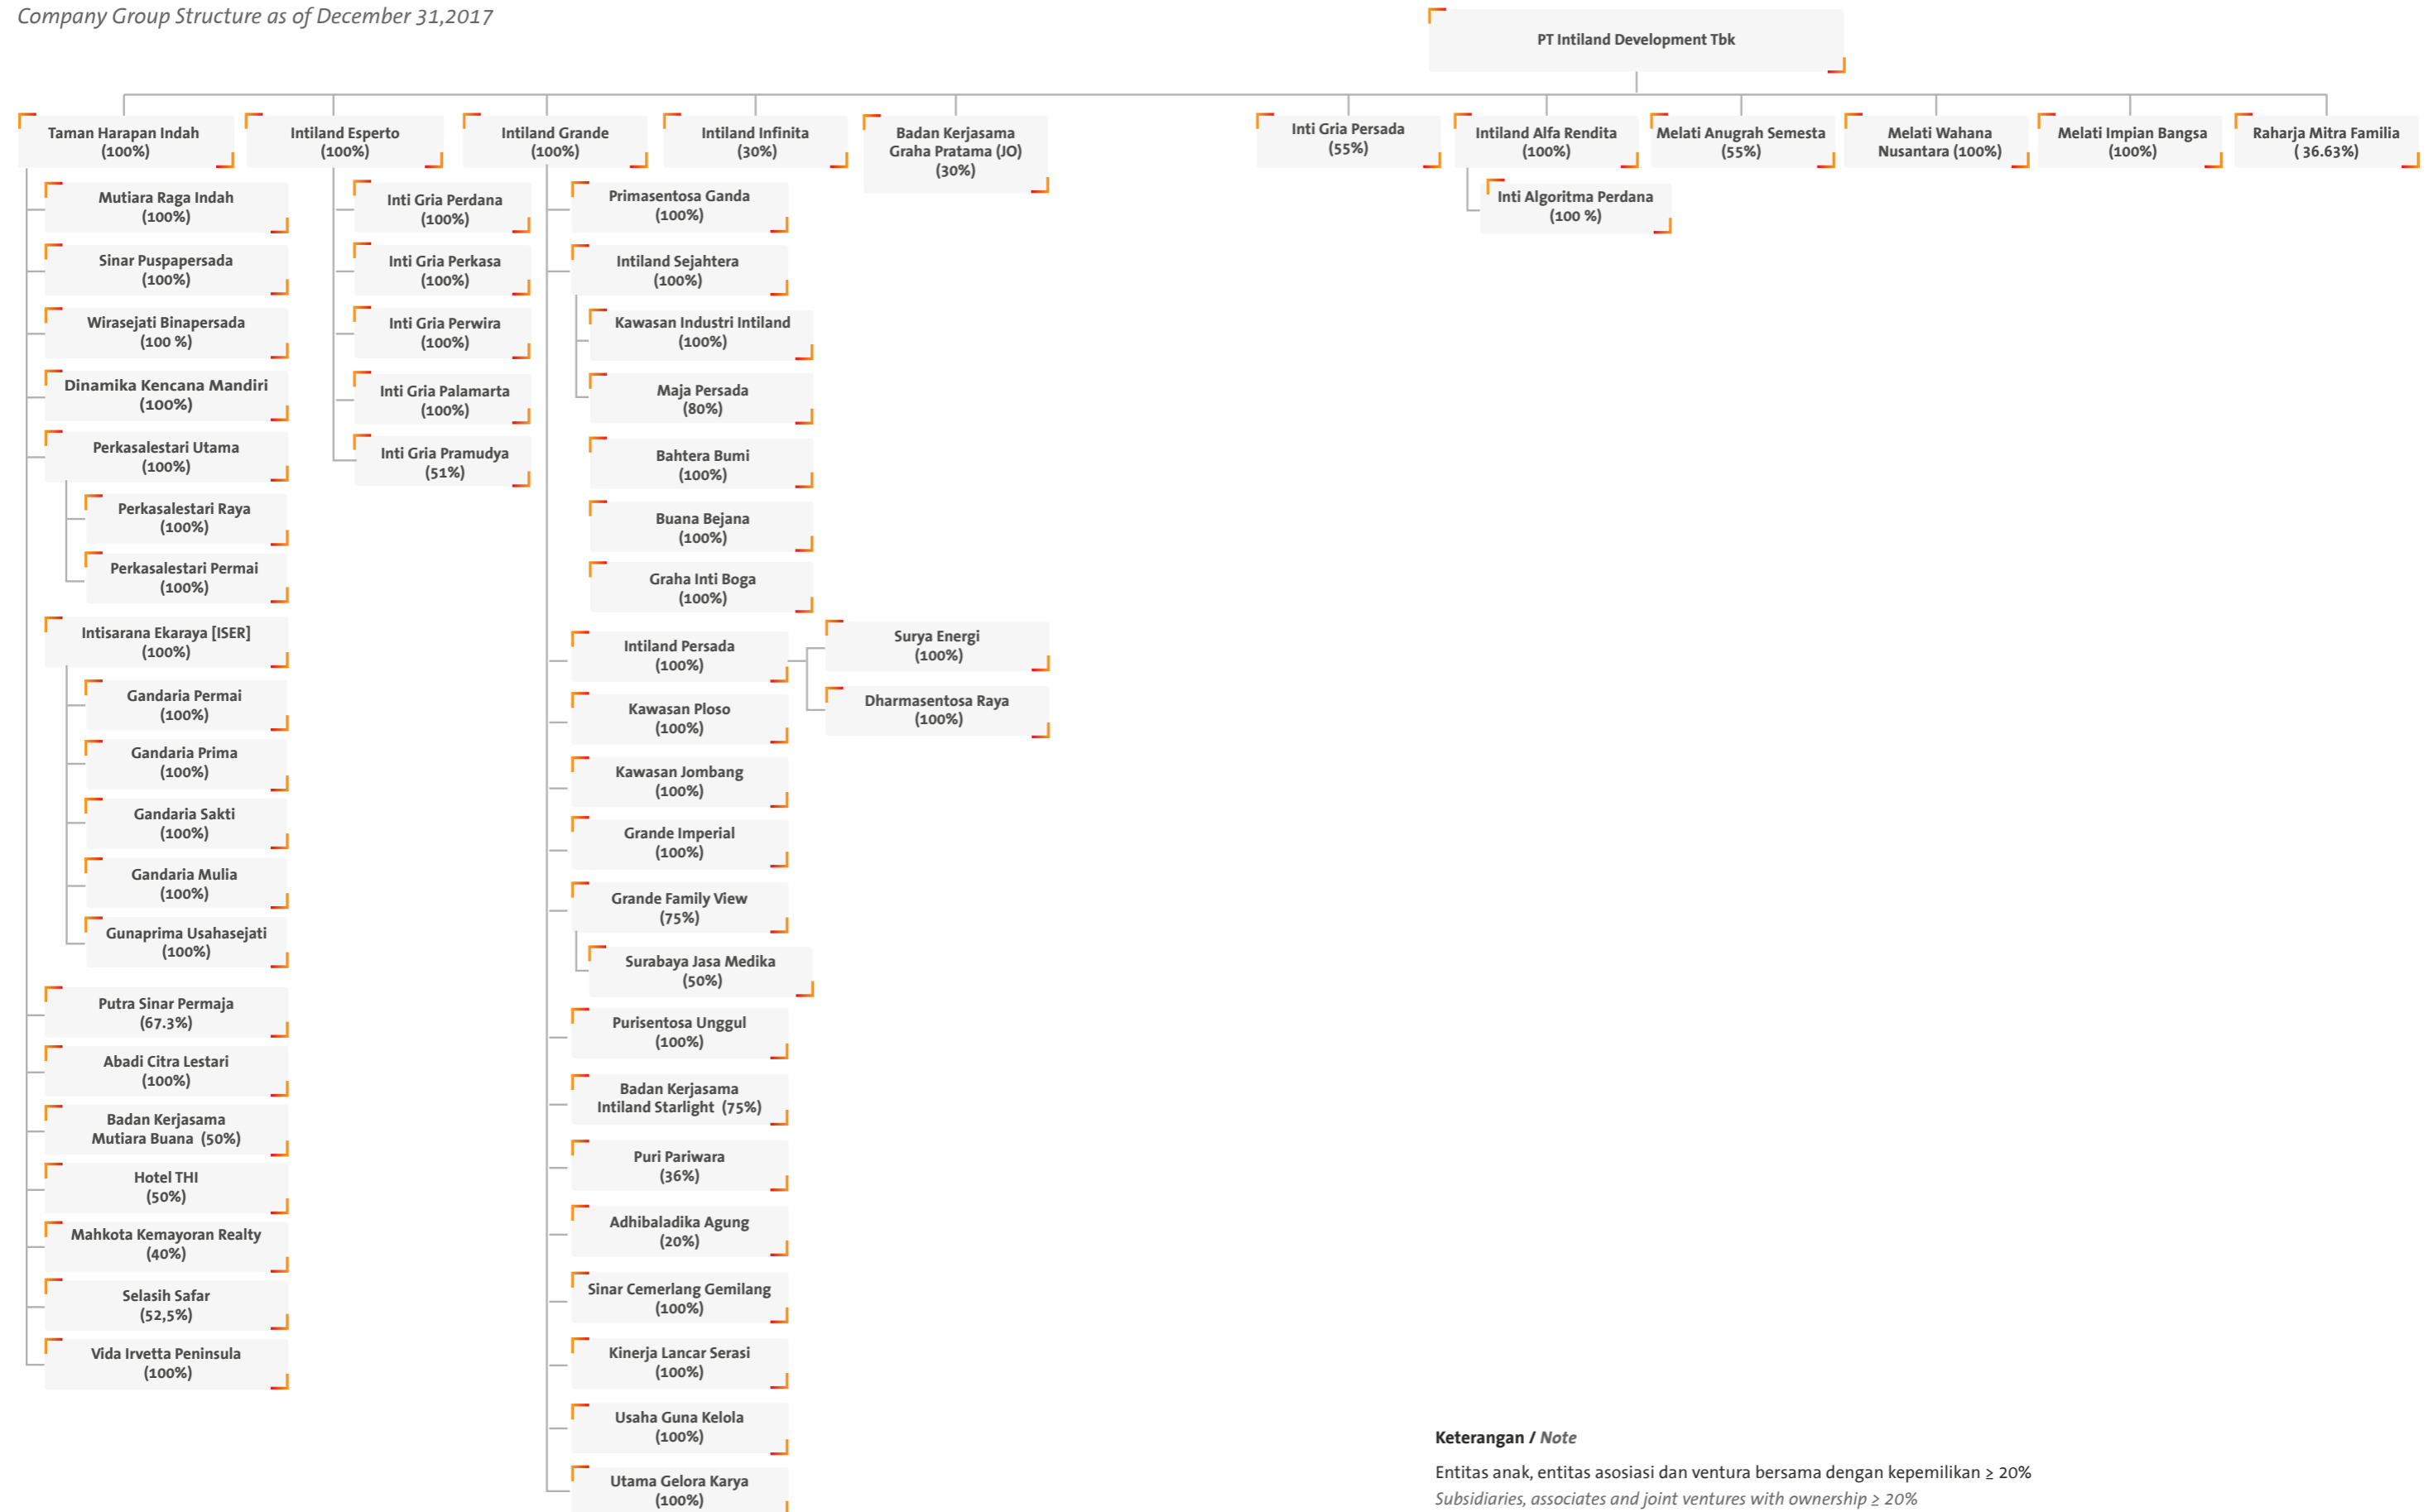 Company Group Structure as of December 31,2017
PT Intiland Development Tbk
Taman Harapan Indah
(100%)
Intiland Esperto
(100%)
Intiland Grande
(100%)
Intiland Infinita
(30%)
Badan Kerjasama
Graha Pratama (JO)
(30%)
Inti Gria Persada
(55%)
Intiland Alfa Rendita
(100%)
Melati Anugrah Semesta
(55%)
Melati Wahana
Nusantara (100%)
Melati Impian Bangsa
(100%)
Raharja Mitra Familia
( 36.63%)
Mutiara Raga Indah
(100%)
Sinar Puspapersada
(100%)
Wirasejati Binapersada
(100 %)
Dinamika Kencana Mandiri
(100%)
Perkasalestari Utama
(100%)
Perkasalestari Raya
(100%)
Perkasalestari Permai
(100%)
Intisarana Ekaraya [ISER]
(100%)
Gandaria Permai
(100%)
Gandaria Prima
(100%)
Gandaria Sakti
(100%)
Gandaria Mulia
(100%)
Gunaprima Usahasejati
(100%)
Putra Sinar Permaja
(67.3%)
Abadi Citra Lestari
(100%)
Badan Kerjasama
Mutiara Buana (50%)
Hotel THI
(50%)
Mahkota Kemayoran Realty
(40%)
Selasih Safar
(52,5%)
Vida Irvetta Peninsula
(100%)
Inti Gria Perdana
(100%)
Inti Gria Perkasa
(100%)
Inti Gria Perwira
(100%)
Inti Gria Palamarta
(100%)
Inti Gria Pramudya
(51%)
Primasentosa Ganda
(100%)
Intiland Sejahtera
(100%)
Kawasan Industri Intiland
(100%)
Maja Persada
(80%)
Bahtera Bumi
(100%)
Buana Bejana
(100%)
Graha Inti Boga
(100%)
Intiland Persada
(100%)
Surya Energi
(100%)
Dharmasentosa Raya
(100%)
Kawasan Ploso
(100%)
Kawasan Jombang
(100%)
Grande Imperial
(100%)
Grande Family View
(75%)
Surabaya Jasa Medika
(50%)
Purisentosa Unggul
(100%)
Badan Kerjasama
Intiland Starlight (75%)
Puri Pariwara
(36%)
Adhibaladika Agung
(20%)
Sinar Cemerlang Gemilang
(100%)
Kinerja Lancar Serasi
(100%)
Usaha Guna Kelola
(100%)
Utama Gelora Karya
(100%)
Inti Algoritma Perdana
(100 %)
Keterangan / Note
Entitas anak, entitas asosiasi dan ventura bersama dengan kepemilikan ≥ 20%
Subsidiaries, associates and joint ventures with ownership ≥ 20%